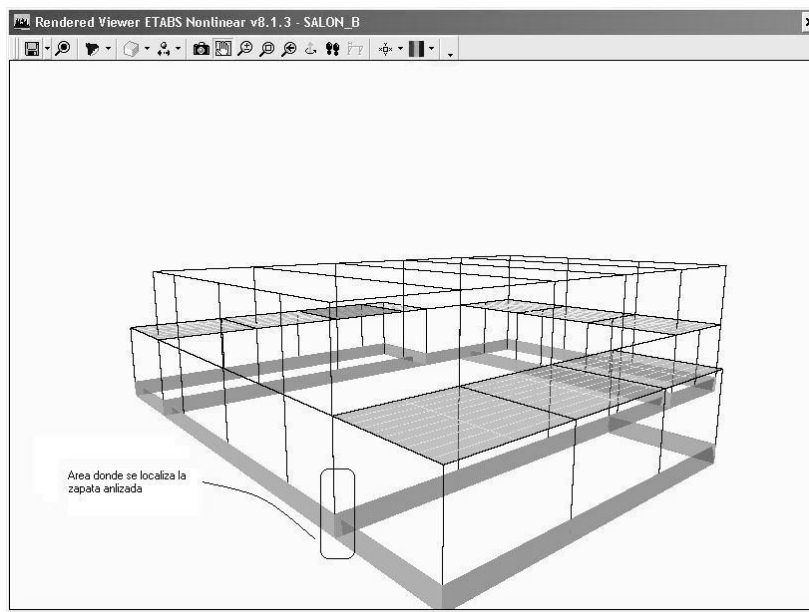 Rendered Viewer ETABS Nonlinear v8.1.3 - SALON_B
Area donde se localiza la
zapata anlizada